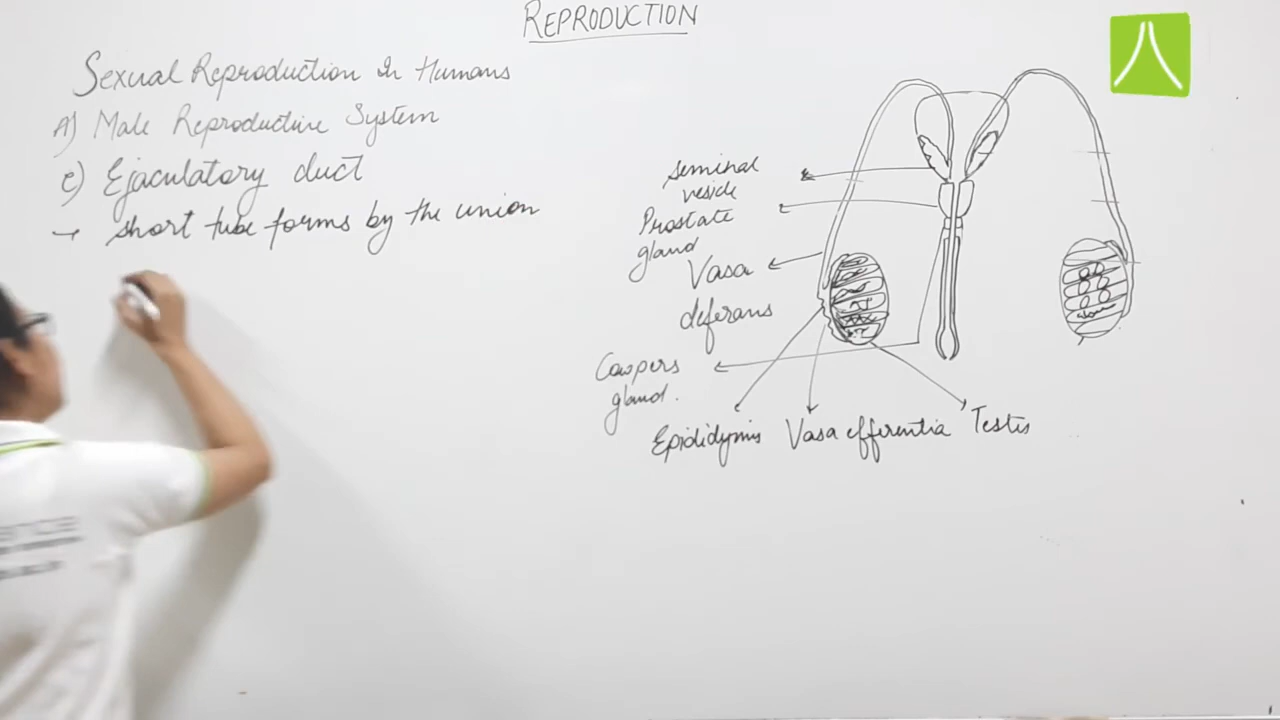 REPRODUCTION
Sexual Reproduction In Humans
A) Male Reproductive System
e) Ejaculatory duct
→ short tube forms by the union
seminal
vesicle
Prostate
gland
Vasa
deferans
Cowpers
gland.
Epididymis Vasa efferentia Testis